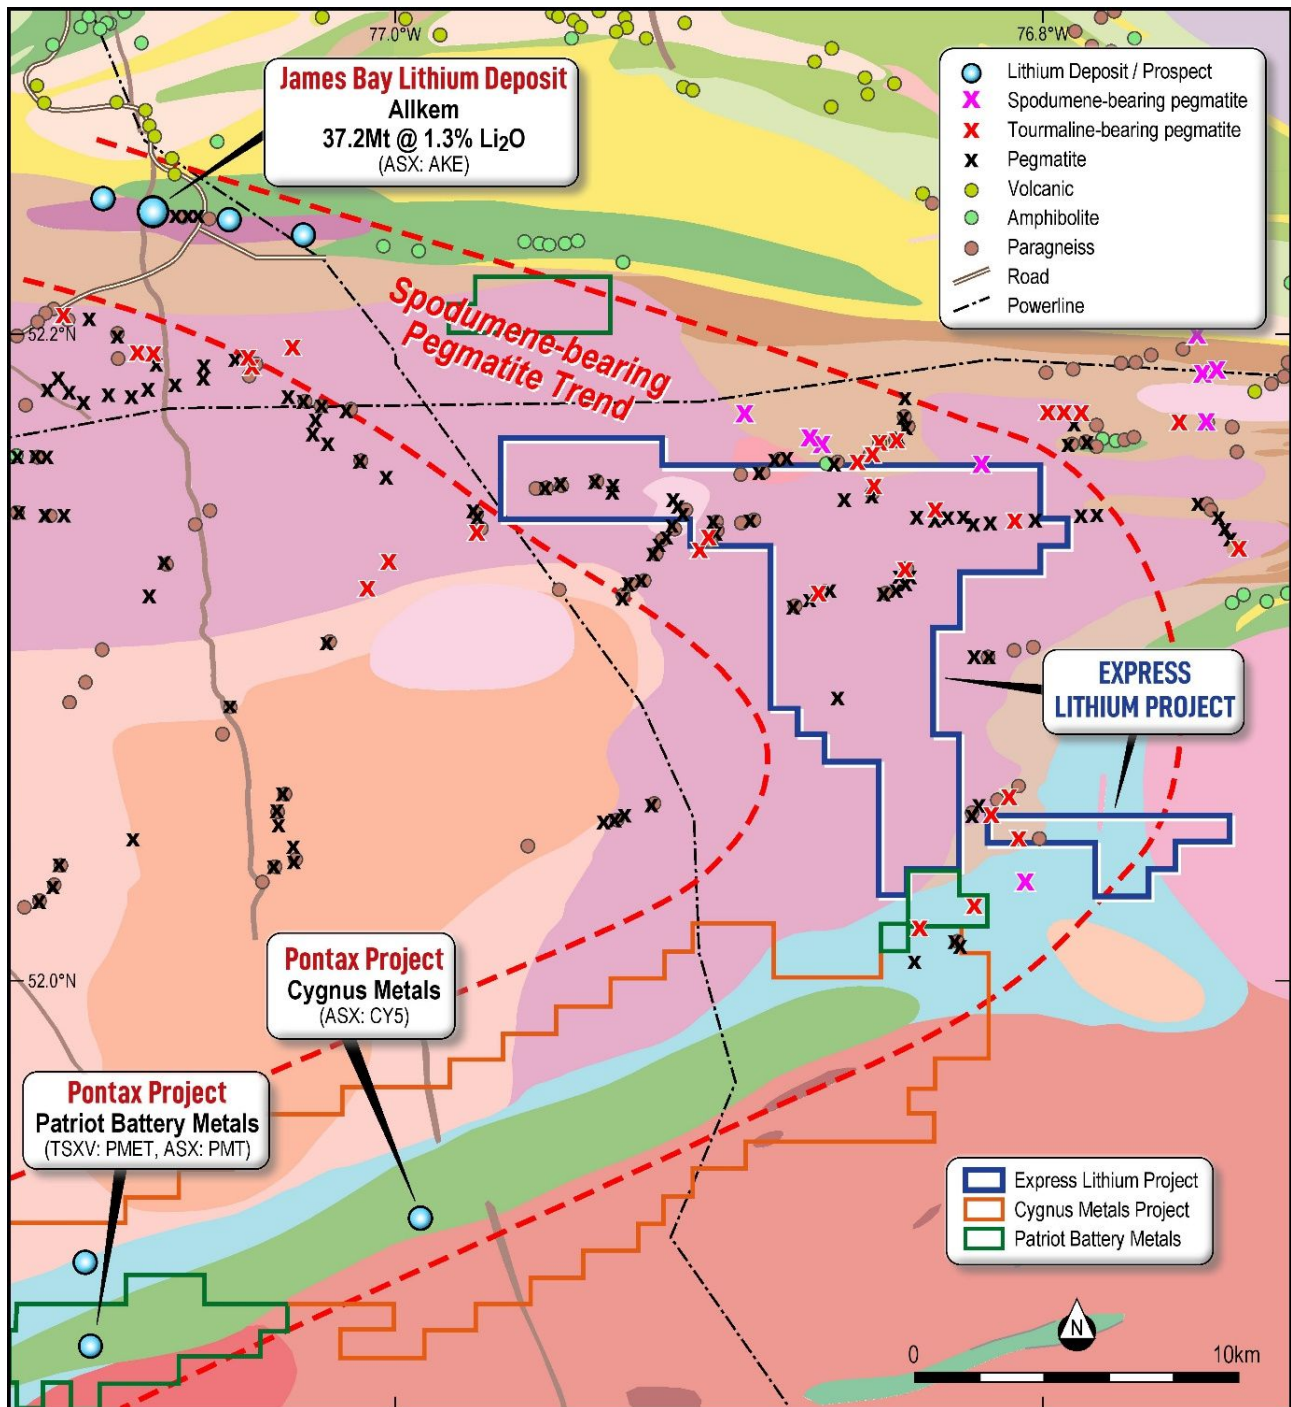 77.0°W
76.8°W
James Bay Lithium Deposit
Allkem
37.2Mt @ 1.3% Li₂O
(ASX: AKE)
Lithium Deposit / Prospect
Spodumene-bearing pegmatite
Tourmaline-bearing pegmatite
Pegmatite
Volcanic
Amphibolite
Paragneiss
Road
Powerline
52.2°N
Spodumene-bearing
Pegmatite Trend
EXPRESS
LITHIUM PROJECT
52.0°N
Pontax Project
Cygnus Metals
(ASX: CY5)
Pontax Project
Patriot Battery Metals
(TSXV: PMET, ASX: PMT)
Express Lithium Project
Cygnus Metals Project
Patriot Battery Metals
N
0
10km